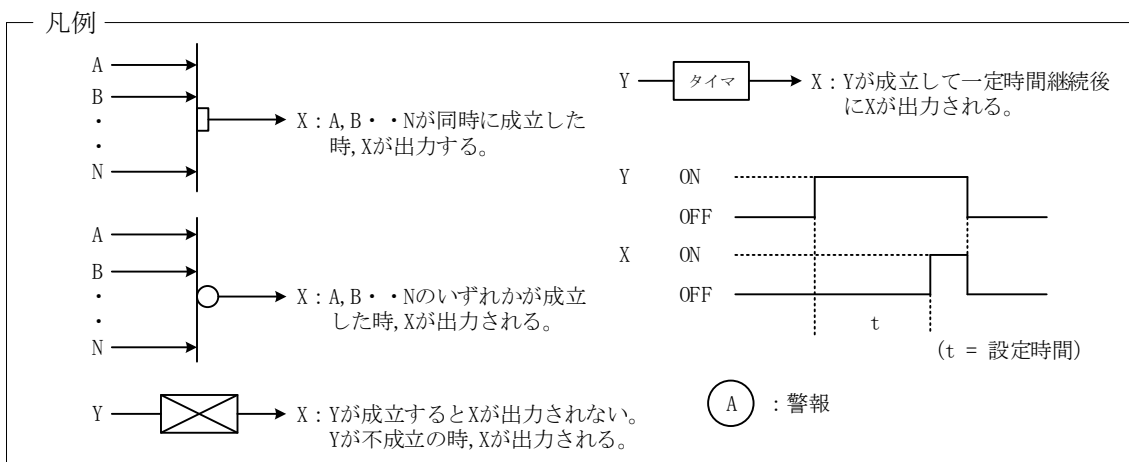 凡例
A
B
・
・
N
X：A,B・・Nが同時に成立した
時,Xが出力する。
A
B
・
・
N
X：A,B・・Nのいずれかが成立
した時,Xが出力される。
Y
X：Yが成立するとXが出力されない。
Yが不成立の時,Xが出力される。
Y
タイマ
X：Yが成立して一定時間継続後
にXが出力される。
Y ON
OFF
X ON
OFF
t
(t = 設定時間)
A ：警報